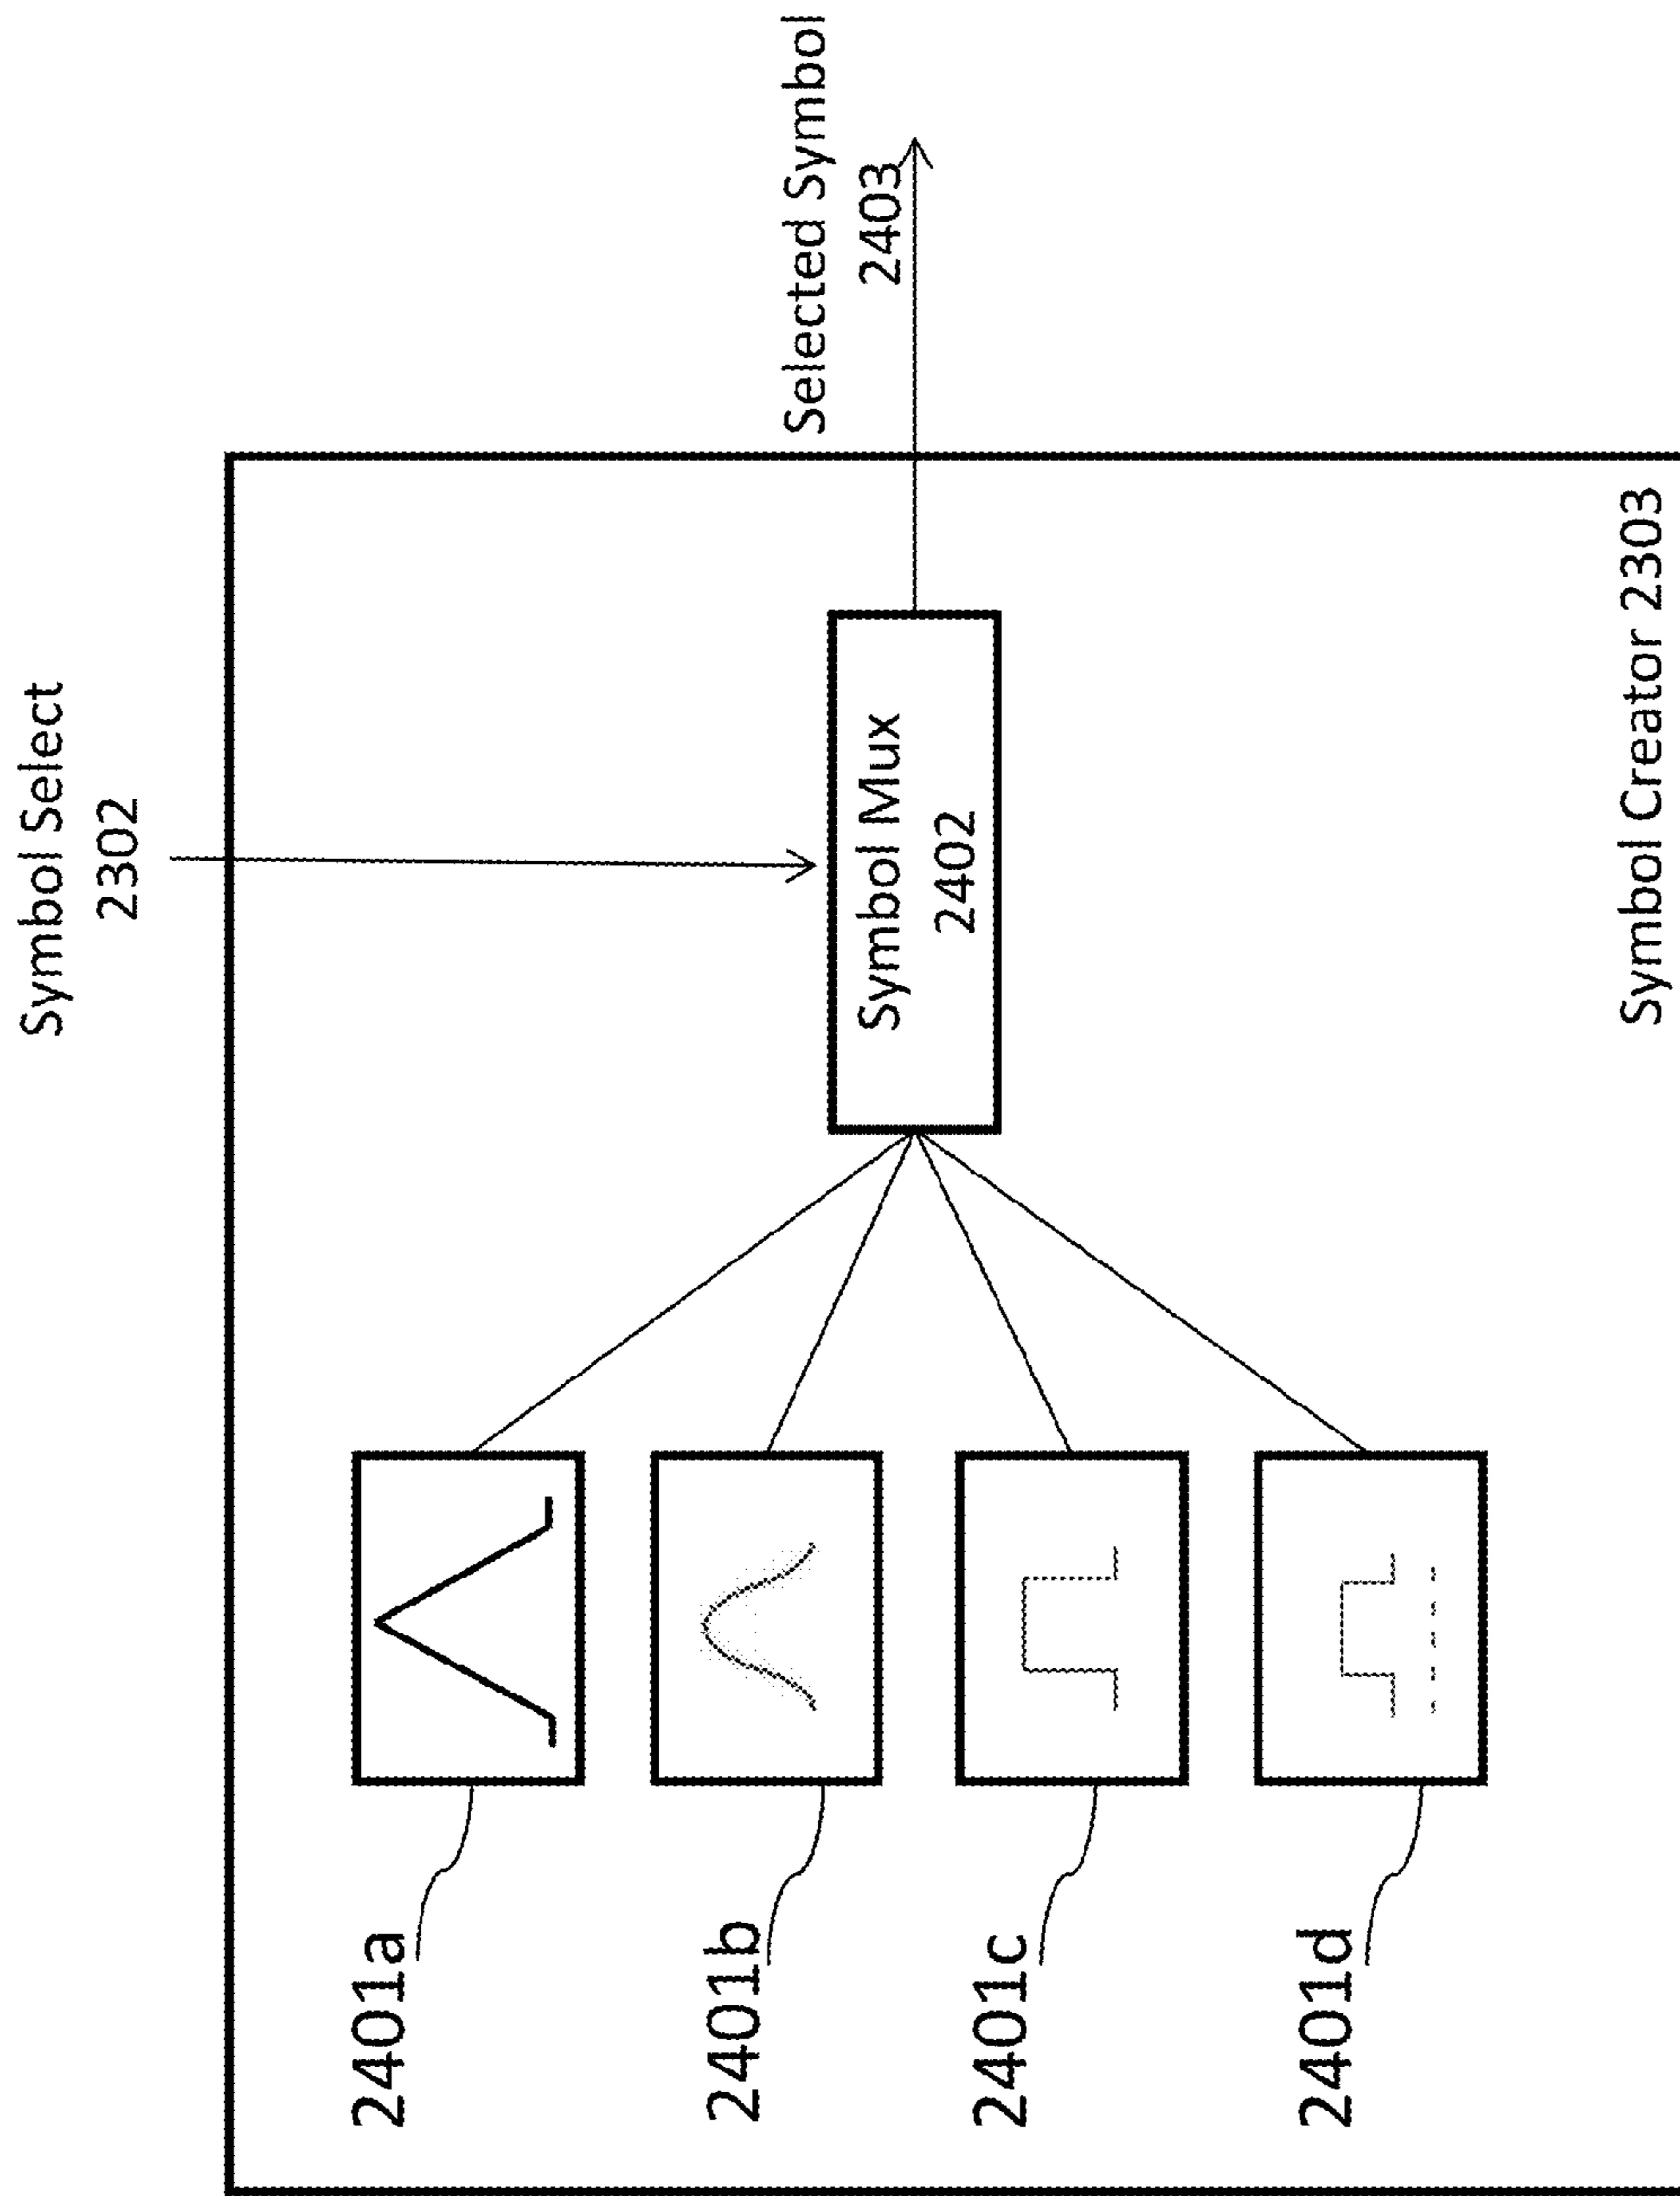 Symbol Select
2302
2401a
2401b
2401c
2401d
Symbol Mux
2402
Selected Symbol
2403
Symbol Creator 2303